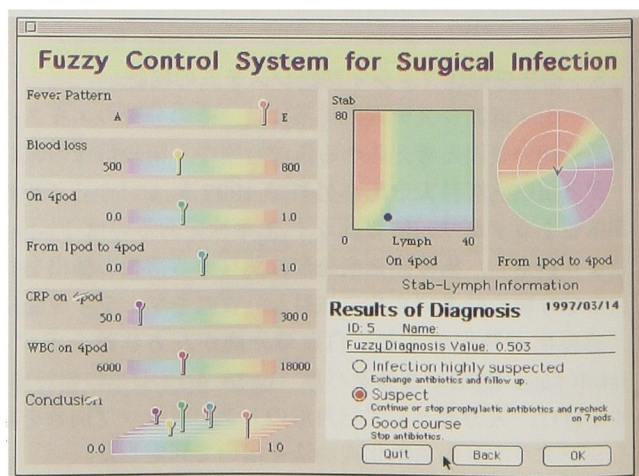 Fuzzy Control System for Surgical Infection
Fever Pattern
A E
Blood loss
500 800
On 4pod
0.0 1.0
From 1pod to 4pod
0.0 1.0
CRP on 4pod
50.0 300.0
WBC on 4pod
6000 18000
Conclusion
0.0 1.0
Stab
80
0 Lymph 40
On 4pod
From 1pod to 4pod
Stab-Lymph Information
Results of Diagnosis 1997/03/14
ID: 5 Name:
Fuzzy Diagnosis Value. 0.503
Infection highly suspected
Exchange antibiotics and follow up.
Suspect
Continue or stop prophylactic antibiotics and recheck
on 7 pods.
Good course
Stop antibiotics.
Quit Back OK